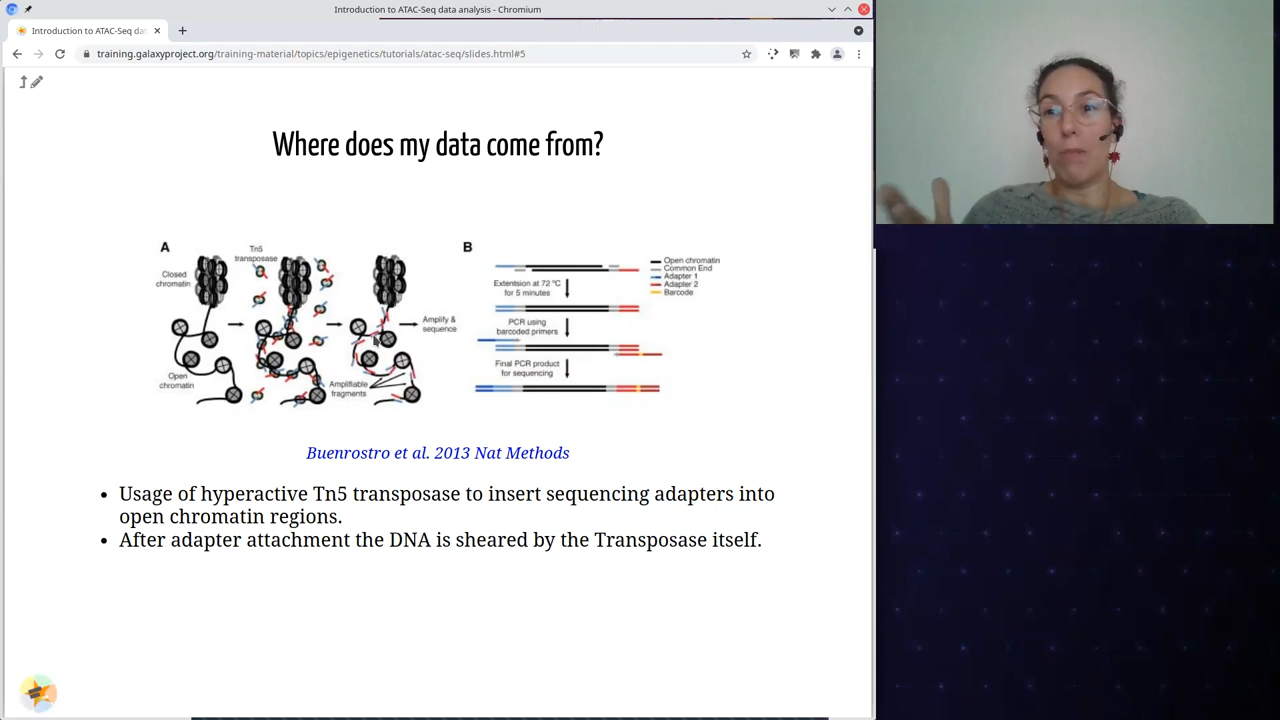 Introduction to ATAC-Seq data analysis - Chromium
Introduction to ATAC-Seq dat
training.galaxyproject.org/training-material/topics/epigenetics/tutorials/atac-seq/slides.html#5
Where does my data come from?
A
Closed
chromatin
Tn5
transposase
Open
chromatin
Amplifiable
fragments
Amplify &
sequence
B
Open chromatin
Common End
Adapter 1
Adapter 2
Barcode
Extentsion at 72 °C
for 5 minutes
PCR using
barcoded primers
Final PCR product
for sequencing
Buenrostro et al. 2013 Nat Methods
• Usage of hyperactive Tn5 transposase to insert sequencing adapters into
open chromatin regions.
• After adapter attachment the DNA is sheared by the Transposase itself.